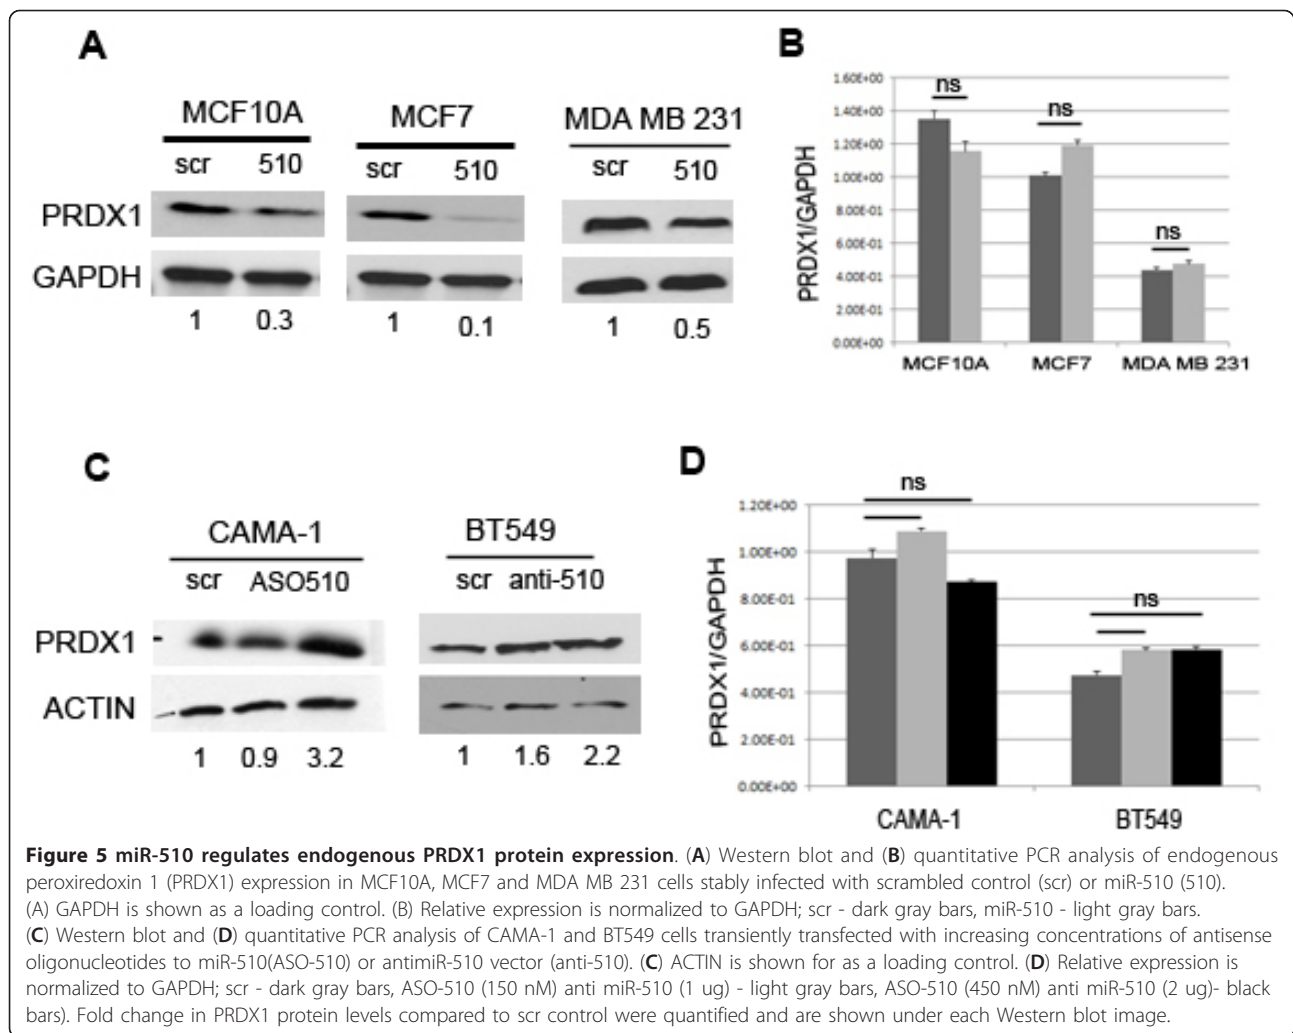 A
MCF10A MCF7 MDA MB 231
scr 510 scr 510 scr 510
PRDX1
GAPDH
1 0.3 1 0.1 1 0.5
B
PRDX1/GAPDH
1.60E+00
1.40E+00
1.20E+00
1.00E+00
8.00E-01
6.00E-01
4.00E-01
2.00E-01
0.00E+00
ns
ns
ns
MCF10A MCF7 MDA MB 231
C
CAMA-1 BT549
scr ASO510 scr anti-510
PRDX1
ACTIN
1 0.9 3.2 1 1.6 2.2
D
PRDX1/GAPDH
1.20E+00
1.00E+00
8.00E-01
6.00E-01
4.00E-01
2.00E-01
0.00E+00
ns
ns
CAMA-1 BT549
Figure 5 miR-510 regulates endogenous PRDX1 protein expression. (A) Western blot and (B) quantitative PCR analysis of endogenous
peroxiredoxin 1 (PRDX1) expression in MCF10A, MCF7 and MDA MB 231 cells stably infected with scrambled control (scr) or miR-510 (510).
(A) GAPDH is shown as a loading control. (B) Relative expression is normalized to GAPDH; scr - dark gray bars, miR-510 - light gray bars.
(C) Western blot and (D) quantitative PCR analysis of CAMA-1 and BT549 cells transiently transfected with increasing concentrations of antisense
oligonucleotides to miR-510(ASO-510) or antimiR-510 vector (anti-510). (C) ACTIN is shown for as a loading control. (D) Relative expression is
normalized to GAPDH; scr - dark gray bars, ASO-510 (150 nM) anti miR-510 (1 ug) - light gray bars, ASO-510 (450 nM) anti miR-510 (2 ug)- black
bars). Fold change in PRDX1 protein levels compared to scr control were quantified and are shown under each Western blot image.